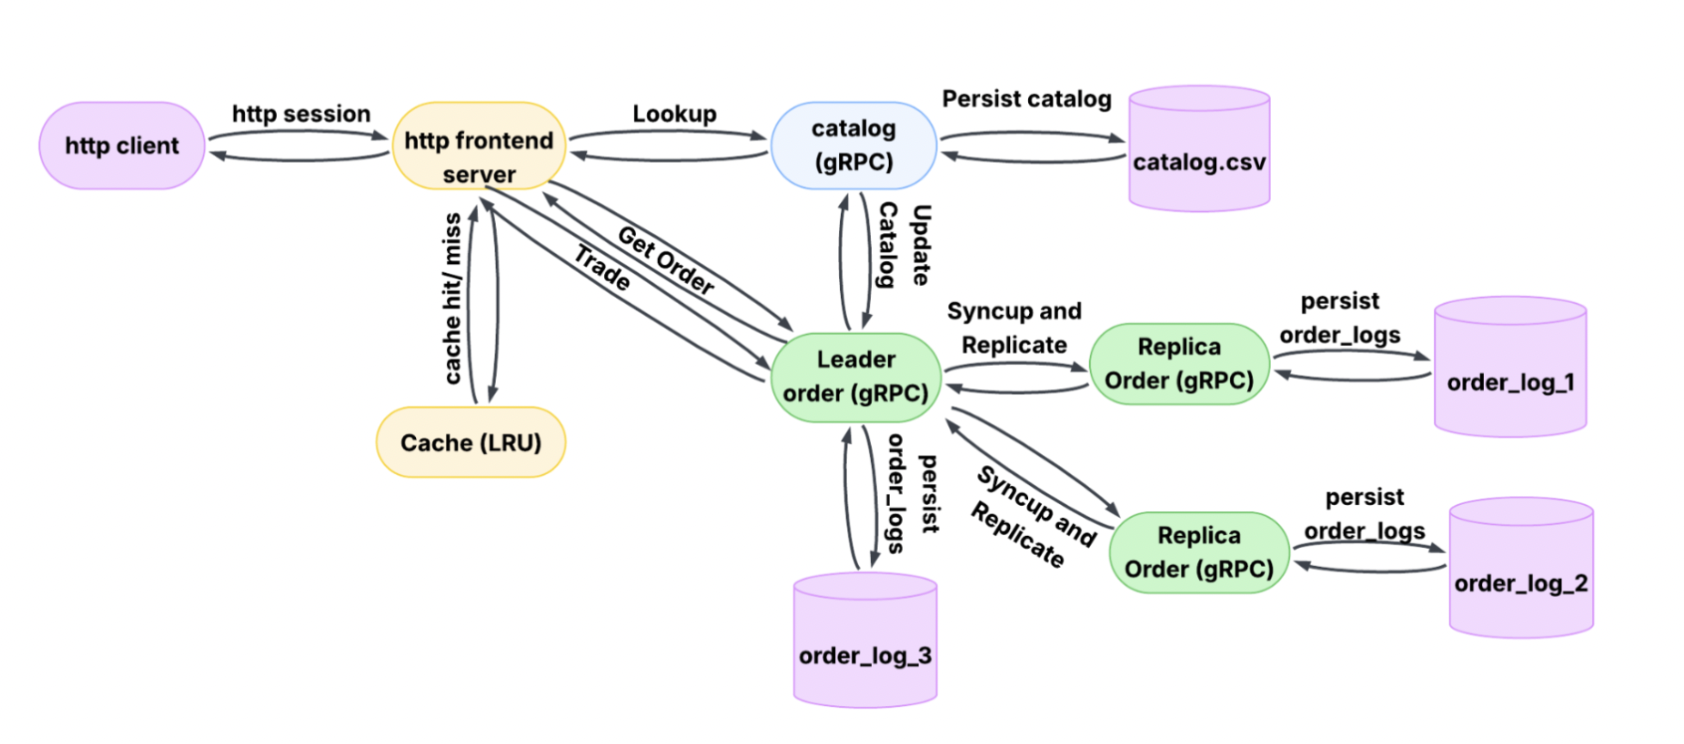 http client
http session
http frontend
server
Lookup
catalog
(gRPC)
Persist catalog
catalog.csv
cache hit/ miss
Cache (LRU)
Get Order
Trade
Update
Catalog
Leader
order (gRPC)
Syncup and
Replicate
Replica
Order (gRPC)
persist
order_logs
order_log_1
Syncup and
Replicate
Replica
Order (gRPC)
persist
order_logs
order_log_2
persist
order_logs
order_log_3